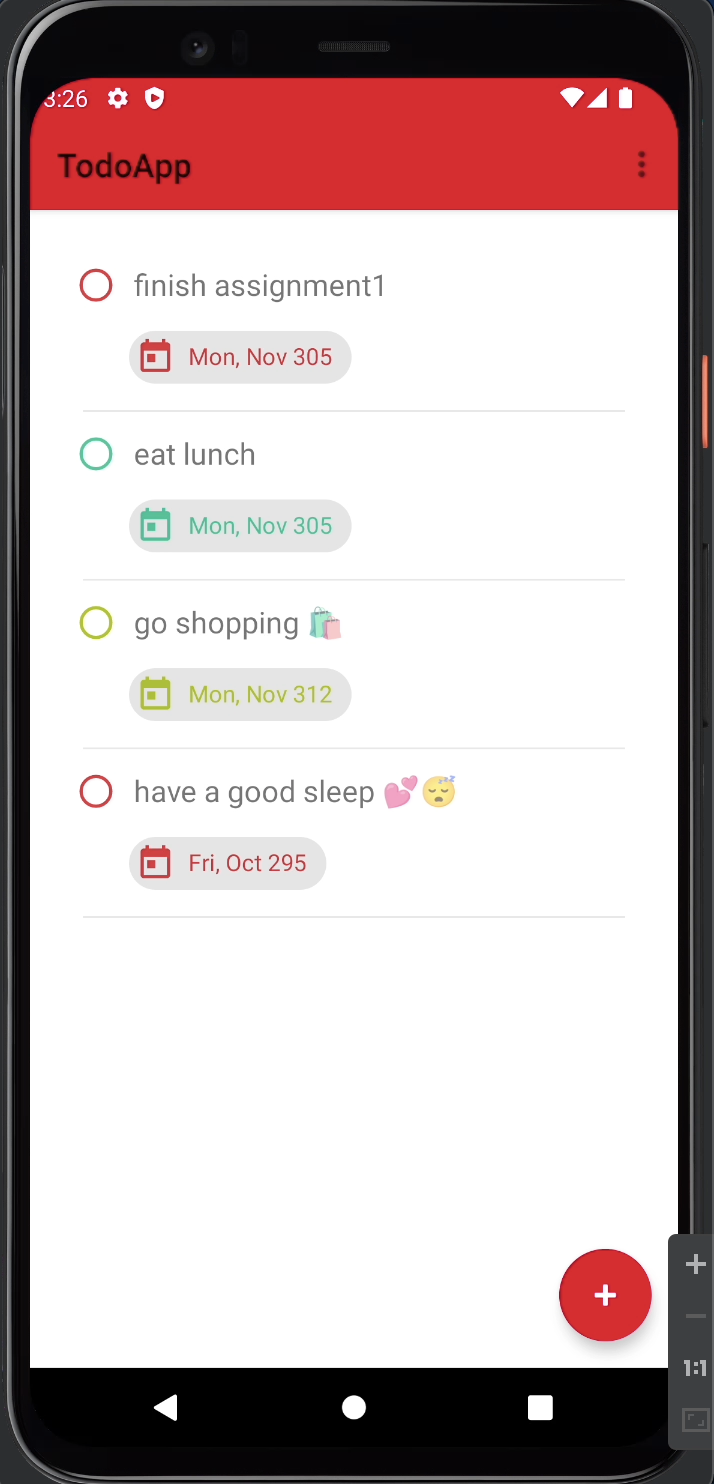 3:26
TodoApp
finish assignment1
Mon, Nov 305
eat lunch
Mon, Nov 305
go shopping 🛍️
Mon, Nov 312
have a good sleep 💕😴
Fri, Oct 295
+
1:1